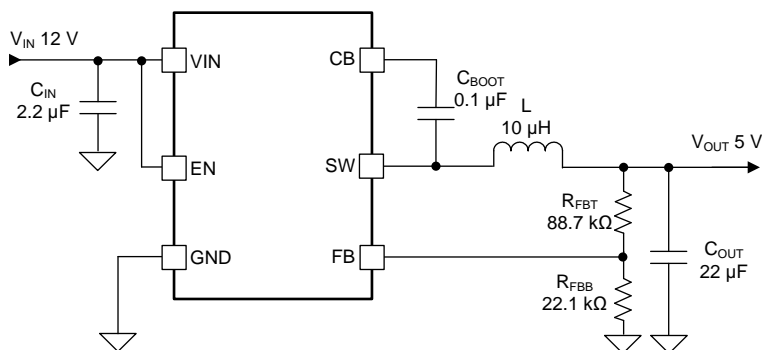 V_IN 12 V
VIN
CB
C_IN
2.2 µF
C_BOOT
0.1 µF
L
10 µH
EN
SW
V_OUT 5 V
R_FBT
88.7 kΩ
GND
FB
C_OUT
22 µF
R_FBB
22.1 kΩ